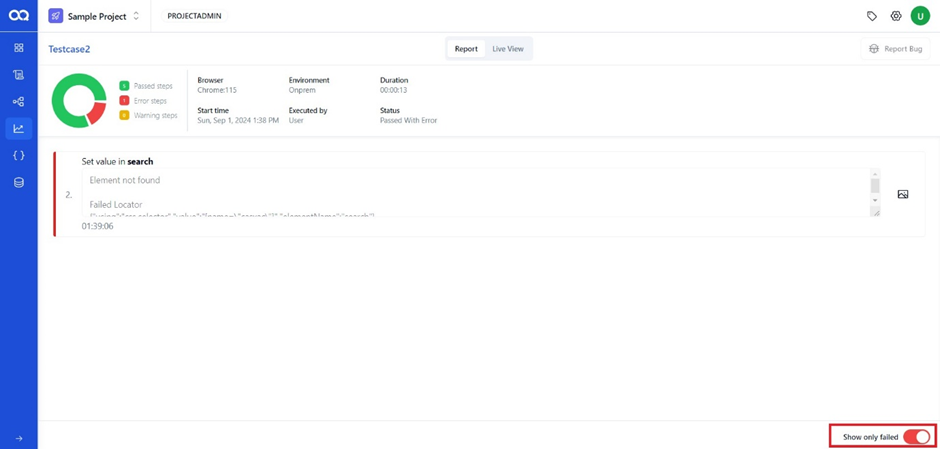 Sample Project
PROJECTADMIN
U
Testcase2
Report
Live View
Report Bug
5 Passed steps
1 Error steps
0 Warning steps
Browser
Chrome:115
Environment
Onprem
Duration
00:00:13
Start time
Sun, Sep 1, 2024 1:38 PM
Executed by
User
Status
Passed With Error
2.
Set value in search
Element not found
Failed Locator
01:39:06
Show only failed